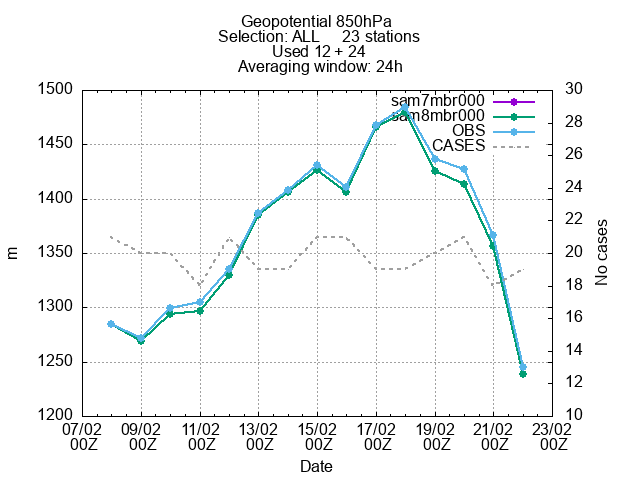 Geopotential 850hPa
Selection: ALL     23 stations
Used 12 + 24
Averaging window: 24h
1500
1450
1400
1350
1300
1250
1200
m
30
28
26
24
22
20
18
16
14
12
10
No cases
sam7mbr000
sam8mbr000
OBS
CASES
07/02 09/02 11/02 13/02 15/02 17/02 19/02 21/02 23/02
00Z 00Z 00Z 00Z 00Z 00Z 00Z 00Z 00Z
Date